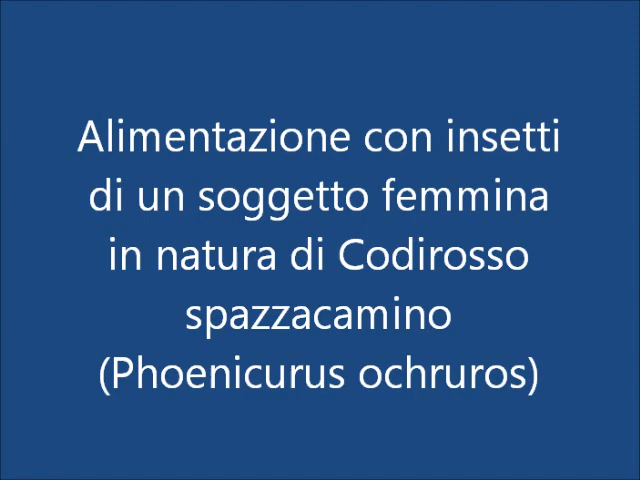 Alimentazione con insetti
di un soggetto femmina
in natura di Codirosso
spazzacamino
(Phoenicurus ochruros)